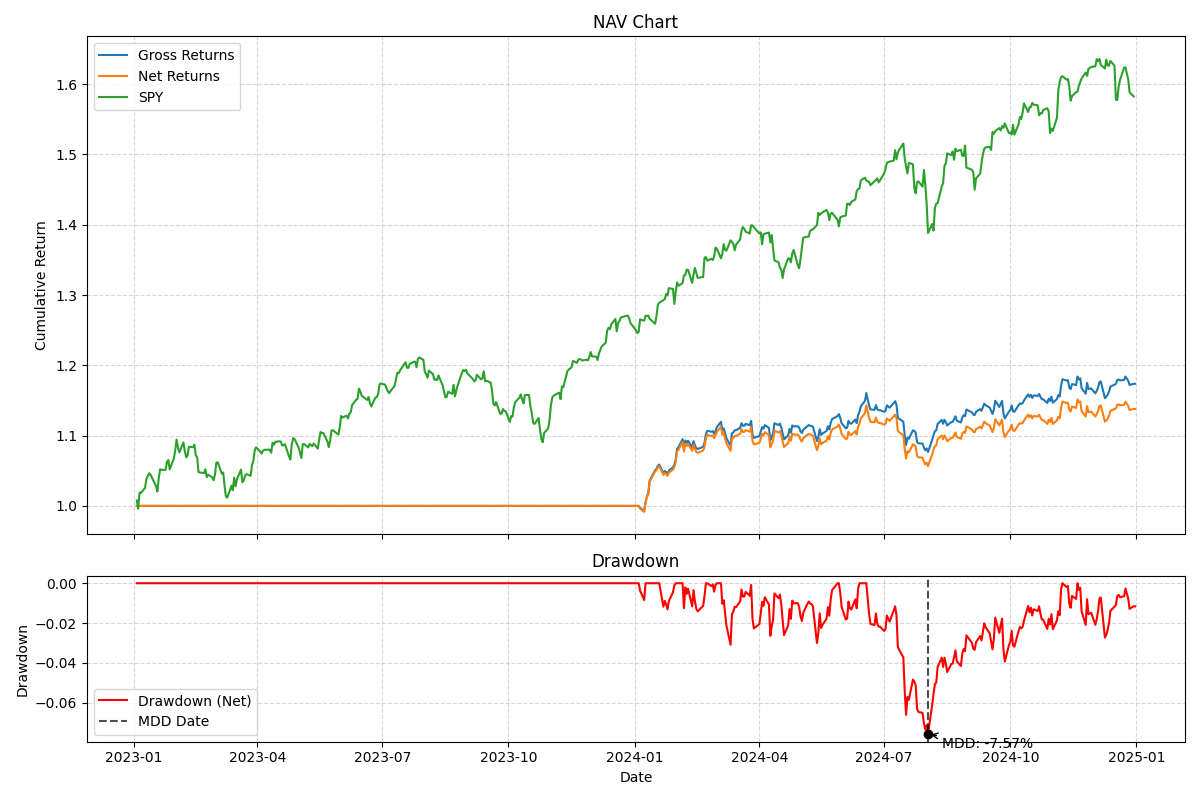 NAV Chart
Gross Returns
Net Returns
SPY
Cumulative Return
1.6
1.5
1.4
1.3
1.2
1.1
1.0
Drawdown
Drawdown
0.00
−0.02
−0.04
−0.06
Drawdown (Net)
MDD Date
MDD: -7.57%
2023-01 2023-04 2023-07 2023-10 2024-01 2024-04 2024-07 2024-10 2025-01
Date